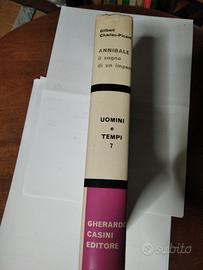 Gilbert
Charles-Picard
ANNIBALE
il sogno
di un impero
UOMINI
e
TEMPI
7
GHERARDO
CASINI
EDITORE
subito